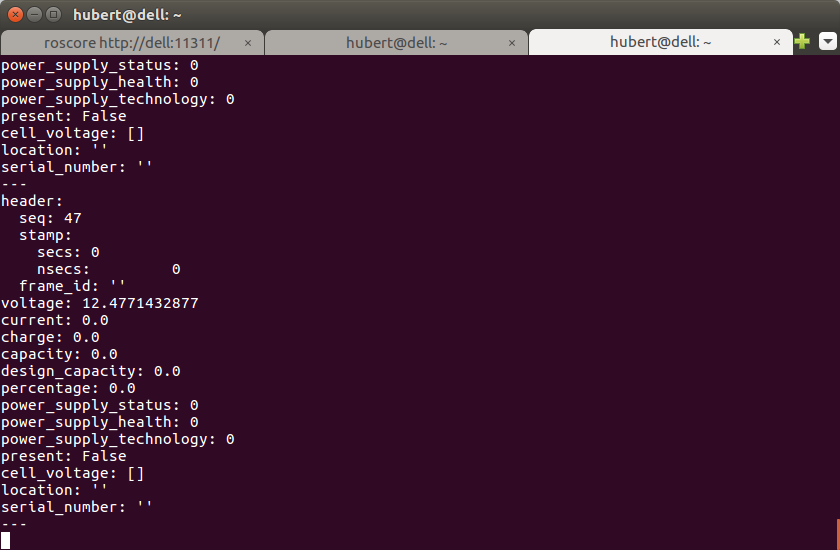 hubert@dell: ~
roscore http://dell:11311/ × hubert@dell: ~ × hubert@dell: ~ ×
power_supply_status: 0
power_supply_health: 0
power_supply_technology: 0
present: False
cell_voltage: []
location: ''
serial_number: ''
---
header:
  seq: 47
  stamp:
    secs: 0
    nsecs:         0
  frame_id: ''
voltage: 12.4771432877
current: 0.0
charge: 0.0
capacity: 0.0
design_capacity: 0.0
percentage: 0.0
power_supply_status: 0
power_supply_health: 0
power_supply_technology: 0
present: False
cell_voltage: []
location: ''
serial_number: ''
---